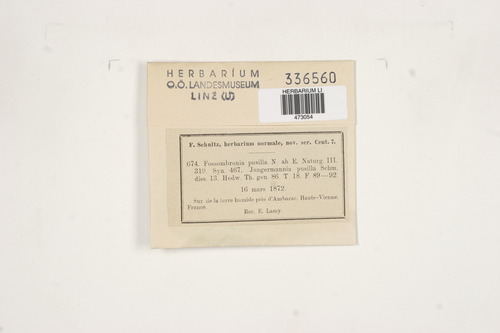 HERBARIUM
O.Ö. LANDESMUSEUM
LINZ (LI)
336560
HERBARIUM LI
473054
F. Schultz, herbarium normale, nov. ser. Cent. 7.
674. Fossombronia pusilla N. ab E. Naturg. III.
319. Syn. 467. Jungermannia pusilla Schm.
diss. 13. Hedw. Th. gen. 86. T. 18. F. 89—92
16 mars 1872.
Sur de la terre humide près d'Ambazac. Haute-Vienne.
France.
Rec. E. Lamy.